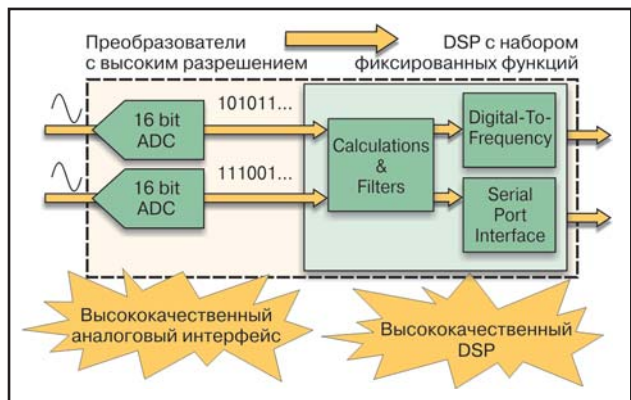 Преобразователи
с высоким разрешением
DSP с набором
фиксированных функций
16 bit
ADC
101011...
16 bit
ADC
111001...
Calculations
&
Filters
Digital-To-
Frequency
Serial
Port
Interface
Высококачественный
аналоговый интерфейс
Высококачественный
DSP